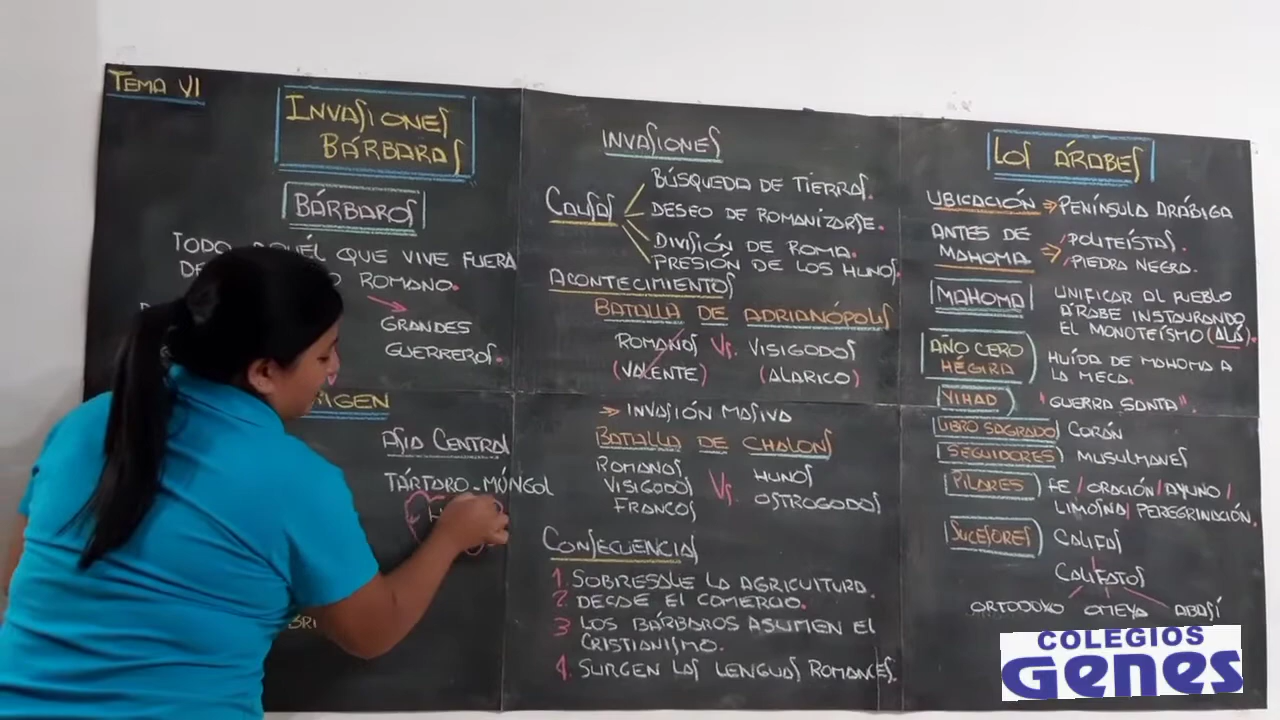 TEMA VI
INVASIONES
BÁRBARAS
BÁRBAROS
TODO AQUÉL QUE VIVE FUERA
ROMANO.
GRANDES
GUERREROS.
ASIA CENTRAL
TÁRTARO-MÓNGOL
INVASIONES
CAUSAS
BÚSQUEDA DE TIERRAS.
DESEO DE ROMANIZARSE.
DIVISIÓN DE ROMA.
PRESIÓN DE LOS HUNOS.
ACONTECIMIENTOS
BATALLA DE ADRIANÓPOLIS
ROMANOS Vs. VISIGODOS
(VALENTE) (ALARICO)
INVASIÓN MASIVA
BATALLA DE CHALONS
ROMANOS
VISIGODOS
FRANCOS
Vs.
HUNOS
OSTROGODOS
CONSECUENCIAS
1. SOBRESALE LA AGRICULTURA.
2. DECAE EL COMERCIO.
3 LOS BÁRBAROS ASUMEN EL
CRISTIANISMO.
4. SURGEN LAS LENGUAS ROMANCES.
LOS ÁRABES
UBICACIÓN PENÍNSULA ARÁBIGA
ANTES DE
MAHOMA
/POLITEÍSTAS.
/PIEDRA NEGRA.
MAHOMA
UNIFICAR AL PUEBLO
ÁRABE INSTAURANDO
EL MONOTEÍSMO (ALÁ).
AÑO CERO
HÉGIRA
HUÍDA DE MAHOMA A
LA MECA.
YIHAD "GUERRA SANTA".
LIBRO SAGRADO CORÁN
SEGUIDORES MUSULMANES
PILARES FE / ORACIÓN / AYUNO /
LIMOSNA / PEREGRINACIÓN.
SUCESORES CALIFAS
CALIFATOS
ORTODOXO OMEYA ABASÍ
COLEGIOS
Genes